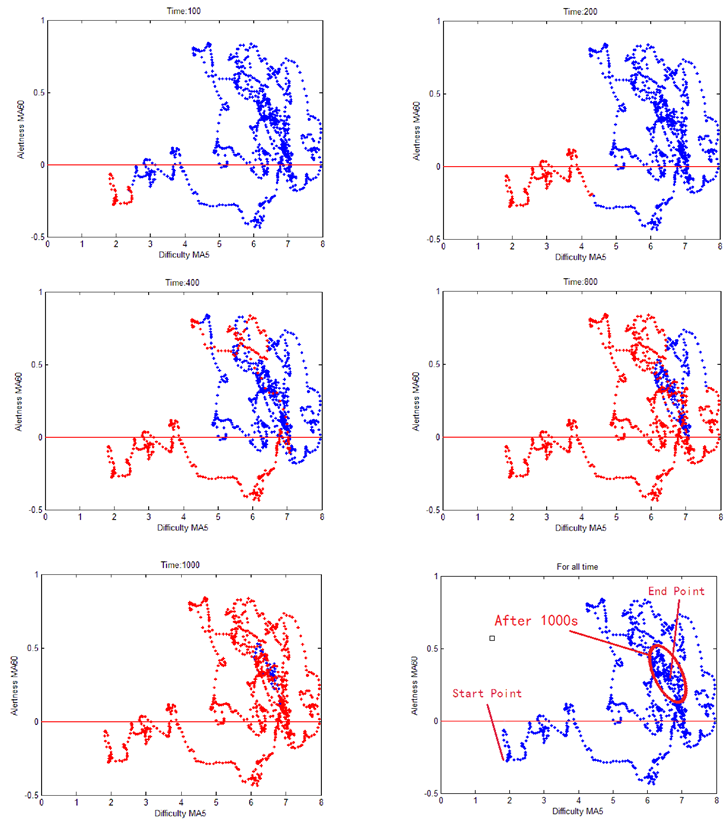 Time:100
1
0.5
0
-0.5
0 1 2 3 4 5 6 7 8
Alertness MA60
Difficulty MA5
Time:200
1
0.5
0
-0.5
0 1 2 3 4 5 6 7 8
Alertness MA60
Difficulty MA5
Time:400
1
0.5
0
-0.5
0 1 2 3 4 5 6 7 8
Alertness MA60
Difficulty MA5
Time:800
1
0.5
0
-0.5
0 1 2 3 4 5 6 7 8
Alertness MA60
Difficulty MA5
Time:1000
1
0.5
0
-0.5
0 1 2 3 4 5 6 7 8
Alertness MA60
Difficulty MA5
For all time
1
0.5
0
-0.5
0 1 2 3 4 5 6 7 8
Alertness MA60
Difficulty MA5
End Point
After 1000s
Start Point